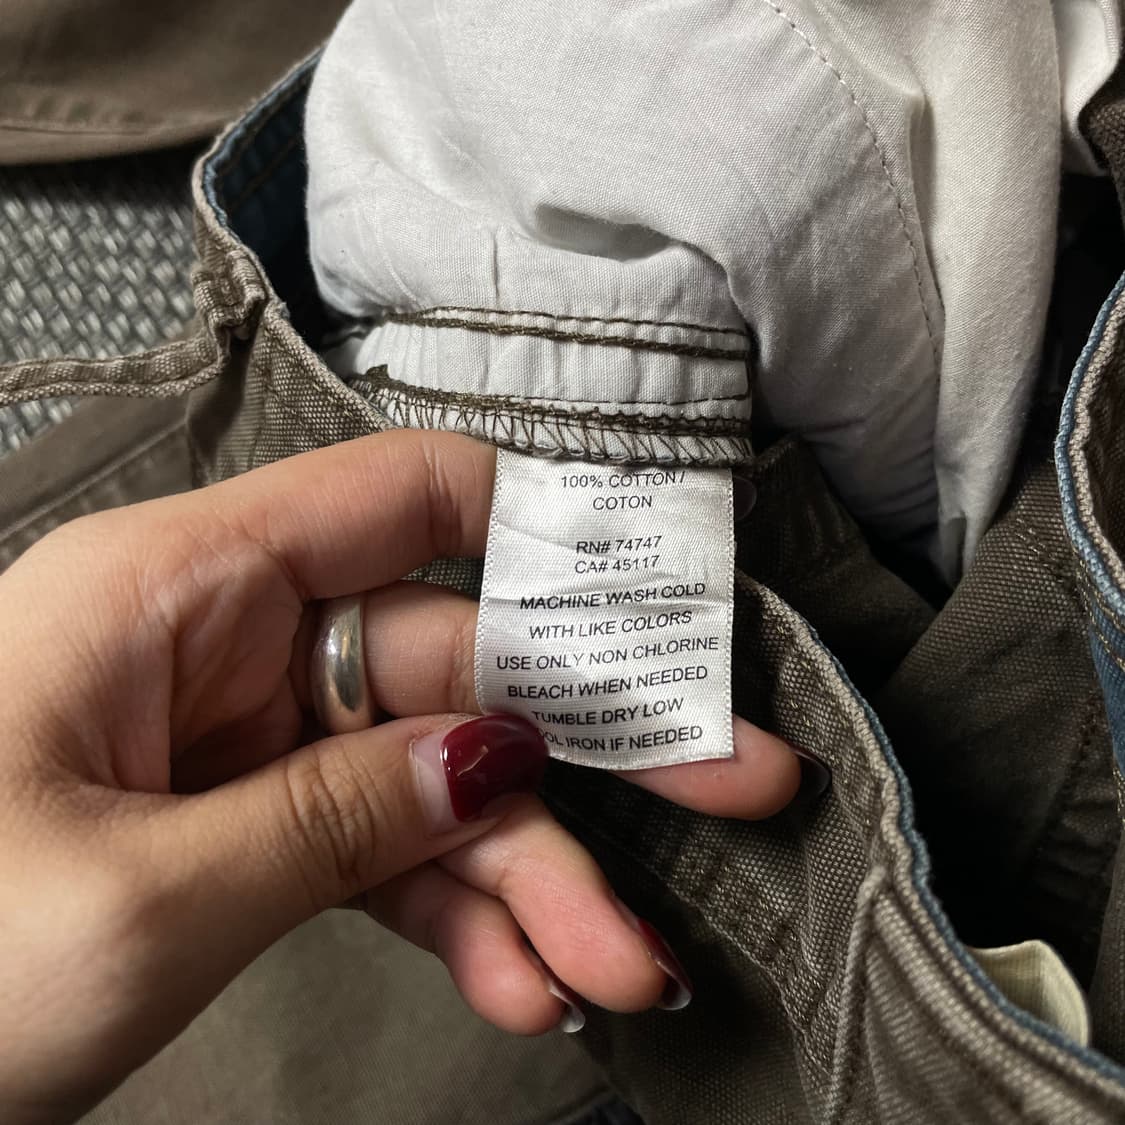 100% COTTON /
COTON
RN# 74747
CA# 45117
MACHINE WASH COLD
WITH LIKE COLORS
USE ONLY NON CHLORINE
BLEACH WHEN NEEDED
TUMBLE DRY LOW
IRON IF NEEDED